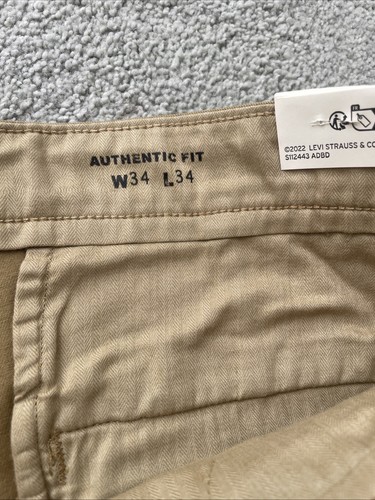 AUTHENTIC FIT
W34 L34
©2022 LEVI STRAUSS & CO
S112443 ADBD